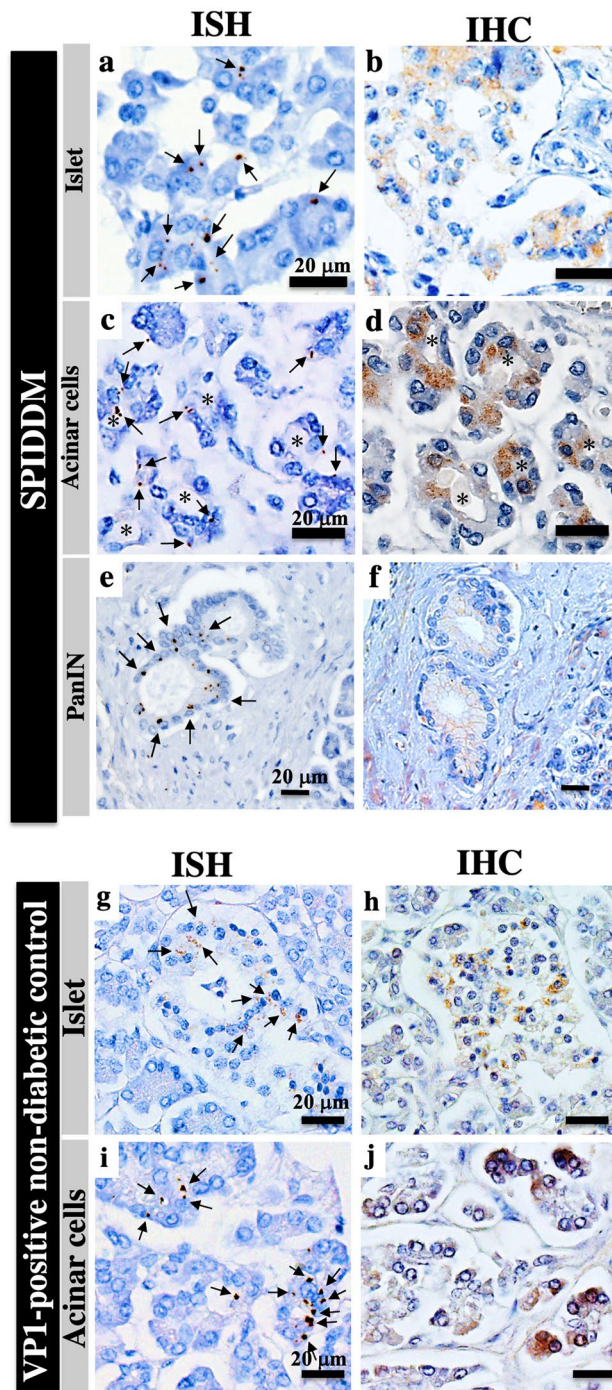 ISH IHC
SPIDDM
Islet
a b
20 μm
Acinar cells
c d
* * * * *
* * * * *
20 μm
PanIN
e f
20 μm
ISH IHC
VP1-positive non-diabetic control
Islet
g h
20 μm
Acinar cells
i j
20 μm